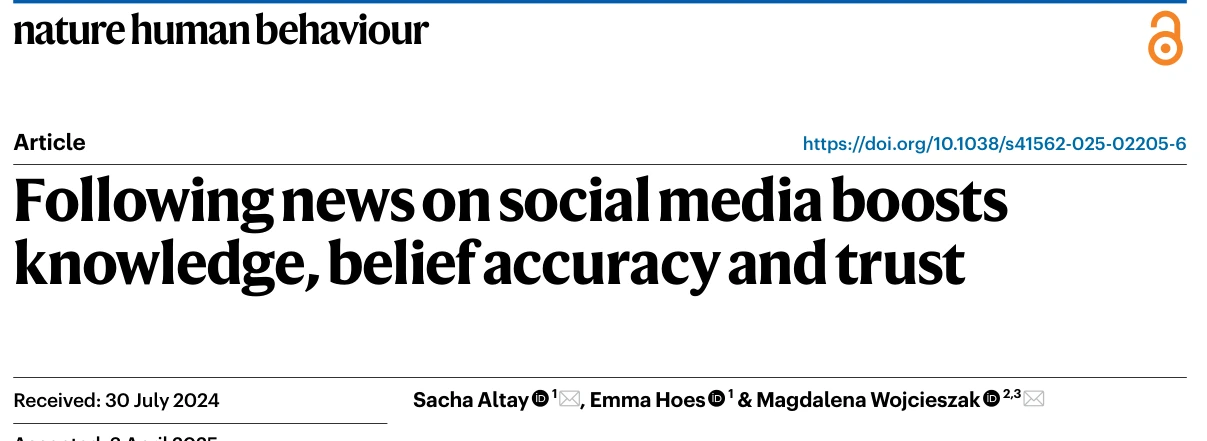 nature human behaviour
Article
https://doi.org/10.1038/s41562-025-02205-6
Following news on social media boosts
knowledge, belief accuracy and trust
Received: 30 July 2024
Sacha Altay 1, Emma Hoes 1 & Magdalena Wojcieszak 2,3